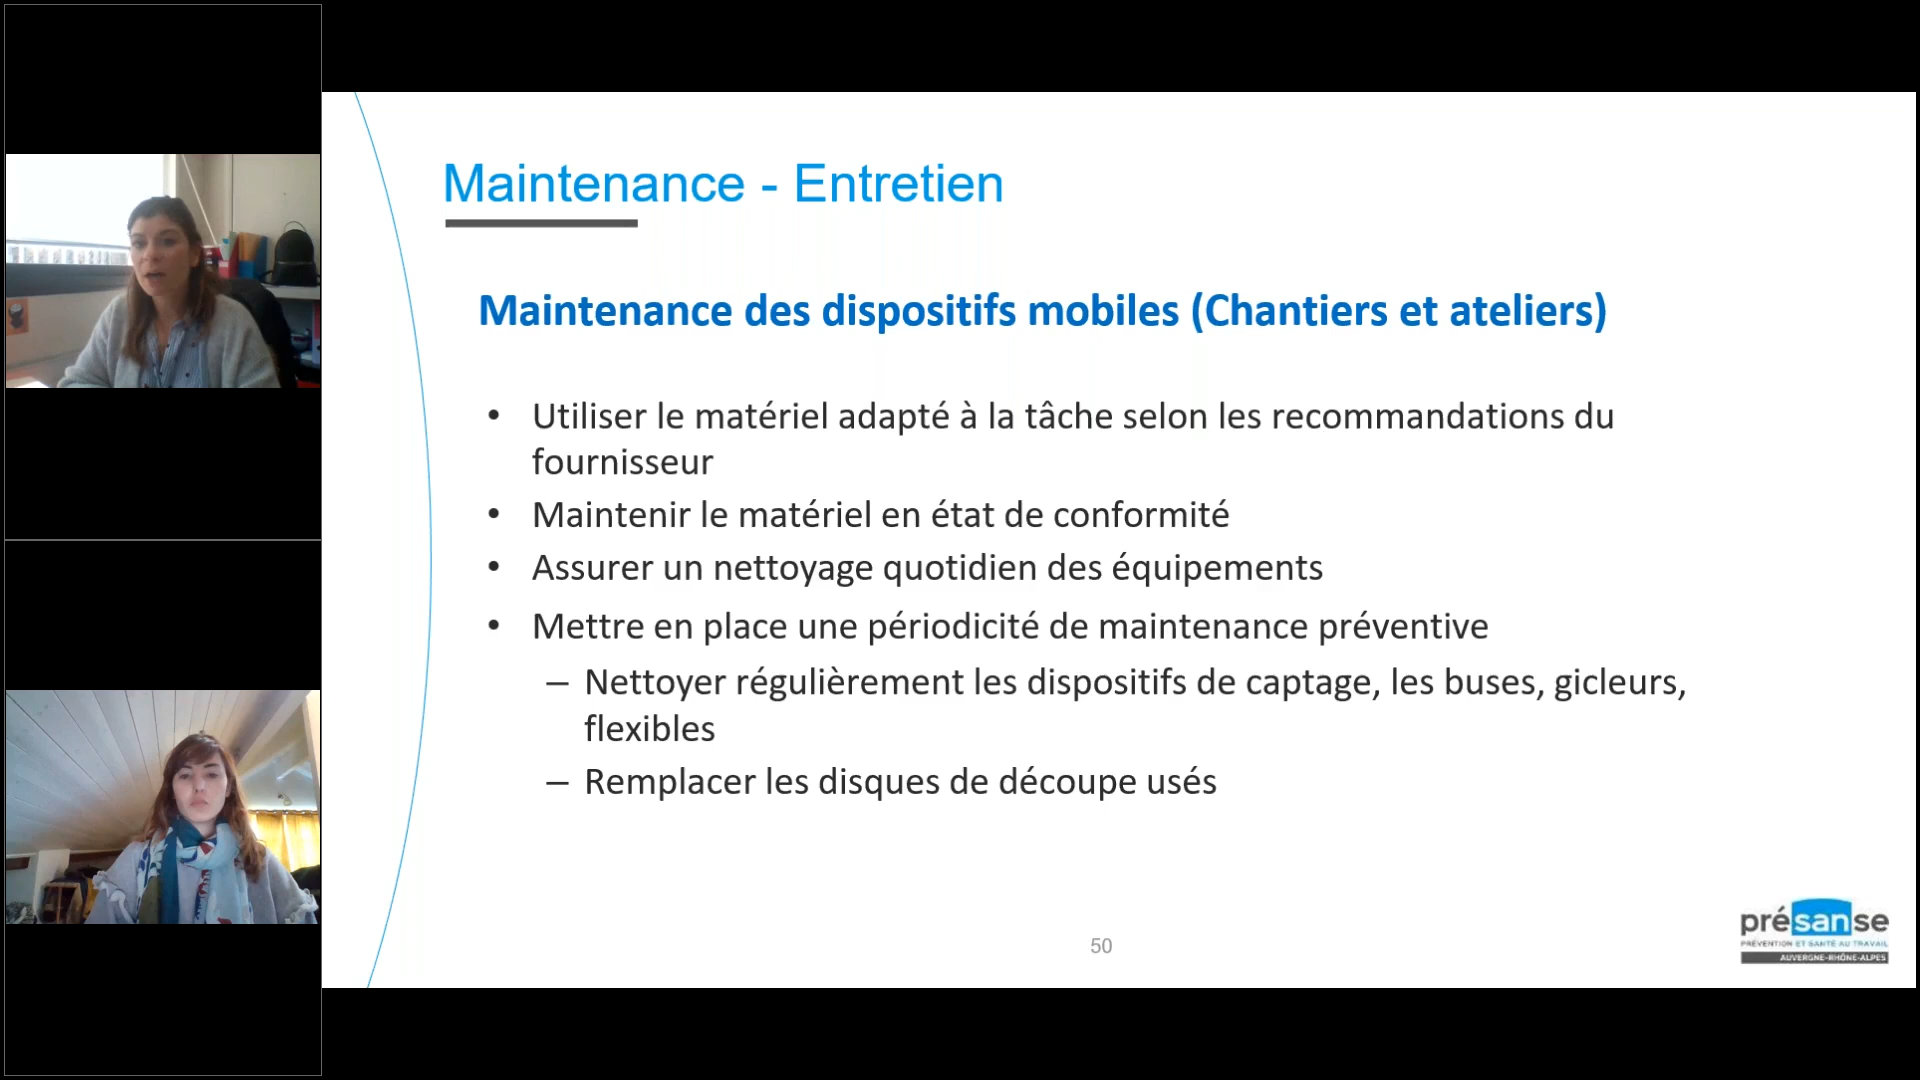 Maintenance - Entretien
Maintenance des dispositifs mobiles (Chantiers et ateliers)
• Utiliser le matériel adapté à la tâche selon les recommandations du
fournisseur
• Maintenir le matériel en état de conformité
• Assurer un nettoyage quotidien des équipements
• Mettre en place une périodicité de maintenance préventive
– Nettoyer régulièrement les dispositifs de captage, les buses, gicleurs,
flexibles
– Remplacer les disques de découpe usés
50
présanse
PRÉVENTION ET SANTÉ AU TRAVAIL
AUVERGNE-RHÔNE-ALPES